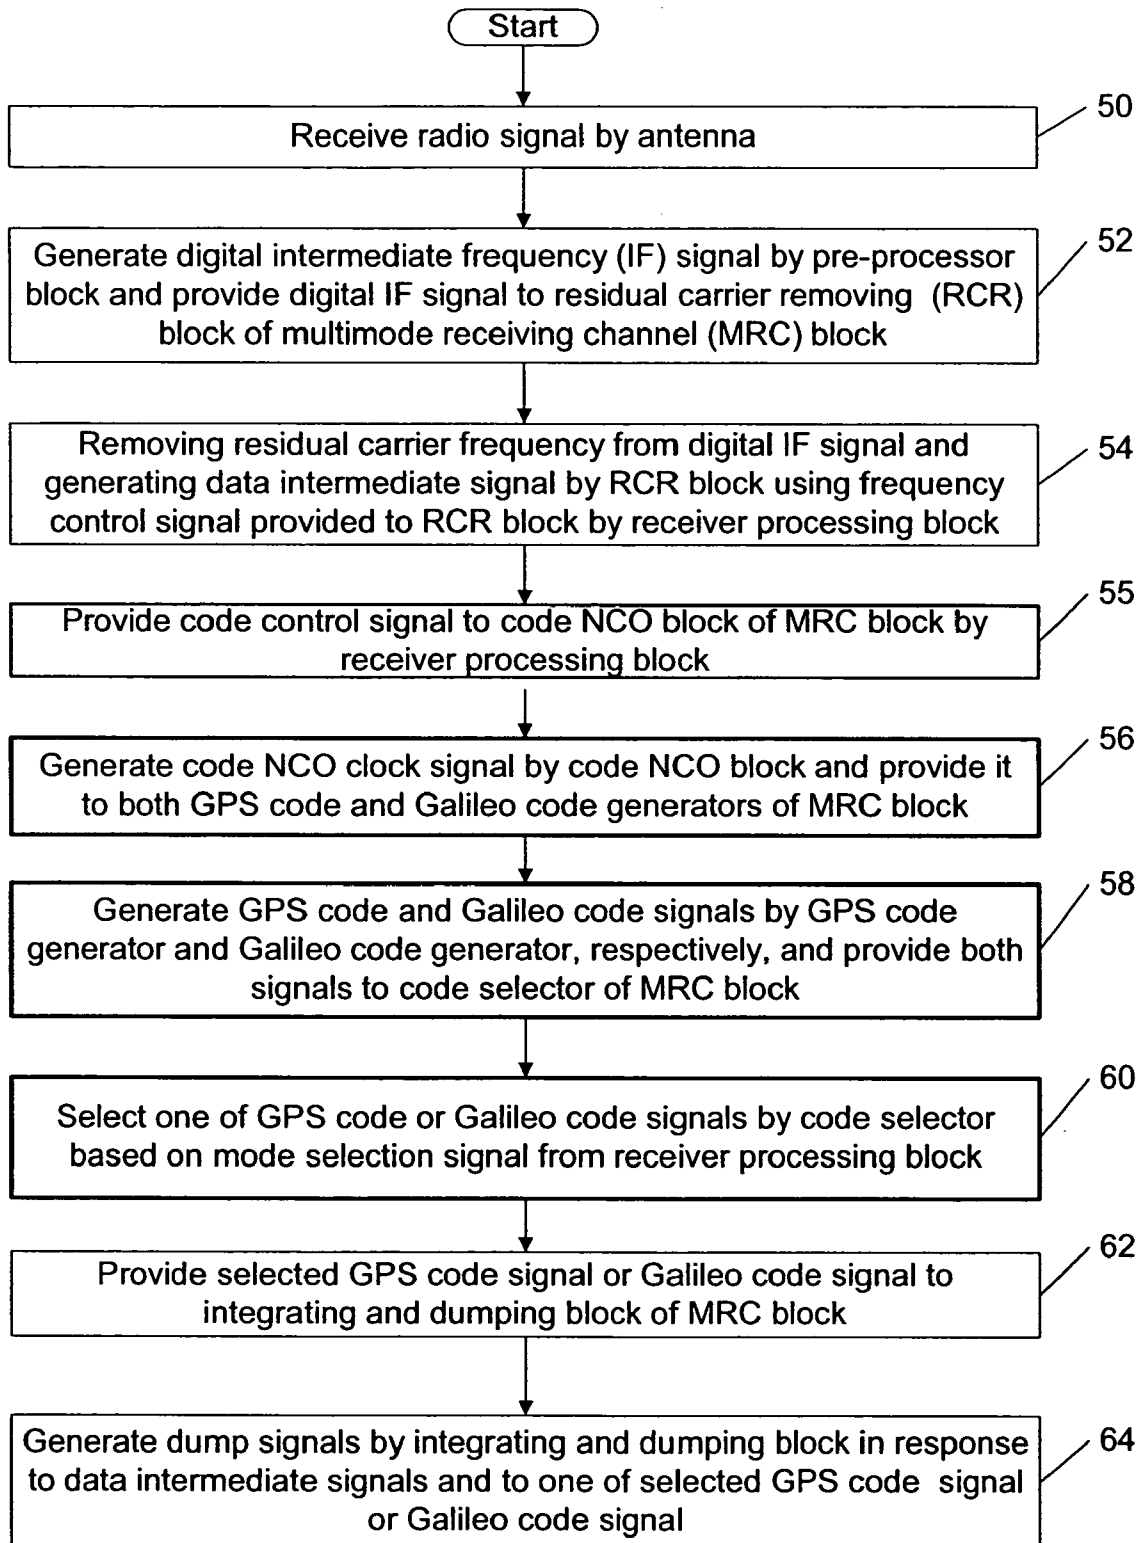 Start
50
Receive radio signal by antenna
52
Generate digital intermediate frequency (IF) signal by pre-processor
block and provide digital IF signal to residual carrier removing (RCR)
block of multimode receiving channel (MRC) block
54
Removing residual carrier frequency from digital IF signal and
generating data intermediate signal by RCR block using frequency
control signal provided to RCR block by receiver processing block
55
Provide code control signal to code NCO block of MRC block by
receiver processing block
56
Generate code NCO clock signal by code NCO block and provide it
to both GPS code and Galileo code generators of MRC block
58
Generate GPS code and Galileo code signals by GPS code
generator and Galileo code generator, respectively, and provide both
signals to code selector of MRC block
60
Select one of GPS code or Galileo code signals by code selector
based on mode selection signal from receiver processing block
62
Provide selected GPS code signal or Galileo code signal to
integrating and dumping block of MRC block
64
Generate dump signals by integrating and dumping block in response
to data intermediate signals and to one of selected GPS code signal
or Galileo code signal